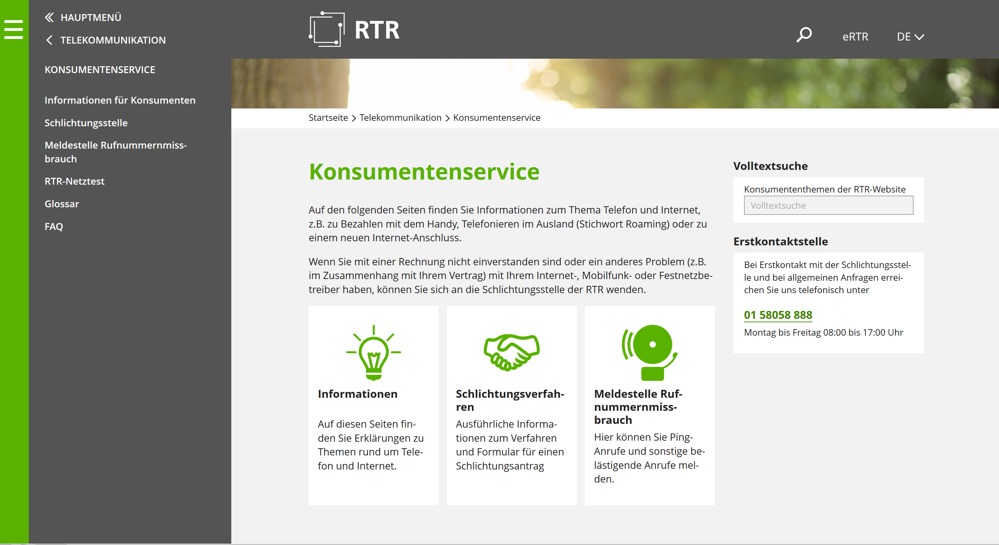 HAUPTMENÜ
TELEKOMMUNIKATION
KONSUMENTENSERVICE
Informationen für Konsumenten
Schlichtungsstelle
Meldestelle Rufnummernmiss-
brauch
RTR-Netztest
Glossar
FAQ
RTR
eRTR
DE
Startseite
Telekommunikation
Konsumentenservice
Konsumentenservice
Auf den folgenden Seiten finden Sie Informationen zum Thema Telefon und Internet,
z.B. zu Bezahlen mit dem Handy, Telefonieren im Ausland (Stichwort Roaming) oder zu
einem neuen Internet-Anschluss.
Wenn Sie mit einer Rechnung nicht einverstanden sind oder ein anderes Problem (z.B.
im Zusammenhang mit Ihrem Vertrag) mit Ihrem Internet-, Mobilfunk- oder Festnetzbe-
treiber haben, können Sie sich an die Schlichtungsstelle der RTR wenden.
Informationen
Auf diesen Seiten fin-
den Sie Erklärungen zu
Themen rund um Tele-
fon und Internet.
Schlichtungsverfah-
ren
Ausführliche Informa-
tionen zum Verfahren
und Formular für einen
Schlichtungsantrag
Meldestelle Ruf-
nummernmiss-
brauch
Hier können Sie Ping-
Anrufe und sonstige be-
lästigende Anrufe mel-
den.
Volltextsuche
Konsumententhemen der RTR-Website
Volltextsuche
Erstkontaktstelle
Bei Erstkontakt mit der Schlichtungsstel-
le und bei allgemeinen Anfragen errei-
chen Sie uns telefonisch unter
01 58058 888
Montag bis Freitag 08:00 bis 17:00 Uhr